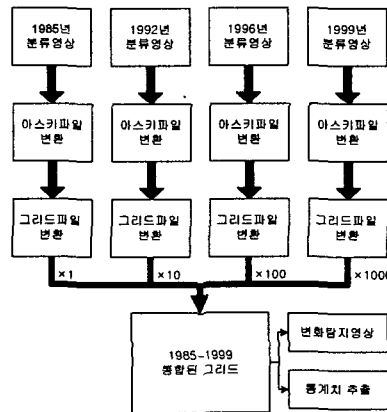 1985년
분류영상
1992년
분류영상
1996년
분류영상
1999년
분류영상
아스키파일
변환
아스키파일
변환
아스키파일
변환
아스키파일
변환
그리드파일
변환
그리드파일
변환
그리드파일
변환
그리드파일
변환
×1
×10
×100
×1000
1985-1999
통합된 그리드
변화탐지영상
통계치 추출